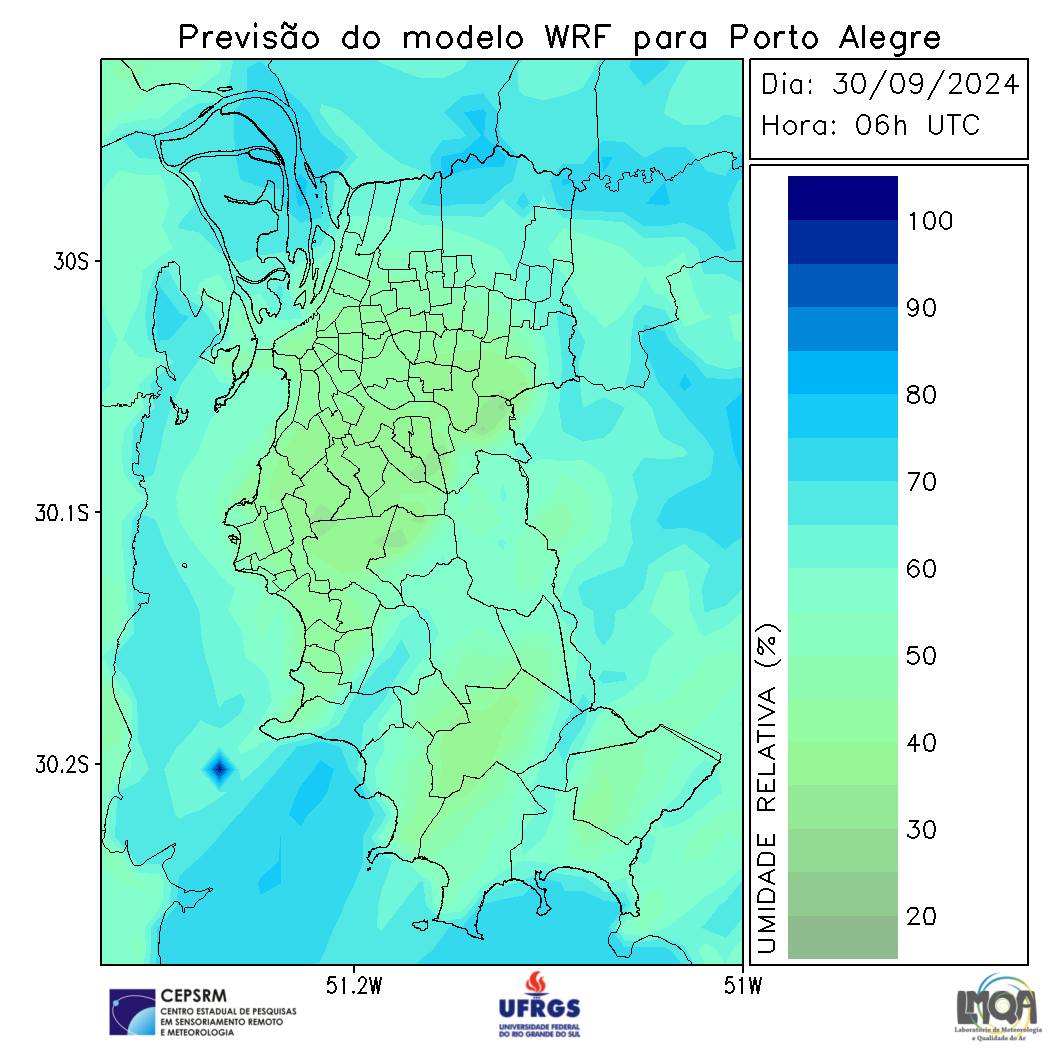 Previsão do modelo WRF para Porto Alegre
Dia: 30/09/2024
Hora: 06h UTC
30S
30.1S
30.2S
51.2W
51W
UMIDADE RELATIVA (%)
100
90
80
70
60
50
40
30
20
CEPSRM
CENTRO ESTADUAL DE PESQUISAS
EM SENSORIAMENTO REMOTO
E METEOROLOGIA
UFRGS
UNIVERSIDADE FEDERAL
DO RIO GRANDE DO SUL
LMQA
Laboratório de Meteorologia
e Qualidade do Ar